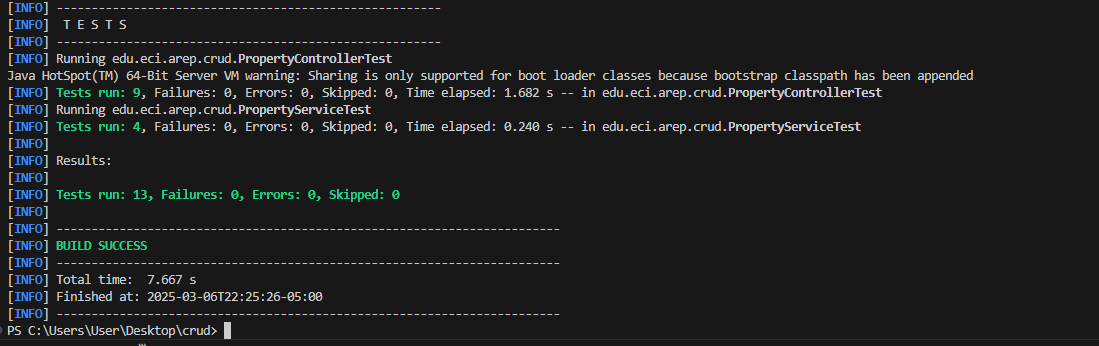 [INFO] -------------------------------------------------------
[INFO]  T E S T S
[INFO] -------------------------------------------------------
[INFO] Running edu.eci.arep.crud.PropertyControllerTest
Java HotSpot(TM) 64-Bit Server VM warning: Sharing is only supported for boot loader classes because bootstrap classpath has been appended
[INFO] Tests run: 9, Failures: 0, Errors: 0, Skipped: 0, Time elapsed: 1.682 s -- in edu.eci.arep.crud.PropertyControllerTest
[INFO] Running edu.eci.arep.crud.PropertyServiceTest
[INFO] Tests run: 4, Failures: 0, Errors: 0, Skipped: 0, Time elapsed: 0.240 s -- in edu.eci.arep.crud.PropertyServiceTest
[INFO]
[INFO] Results:
[INFO]
[INFO] Tests run: 13, Failures: 0, Errors: 0, Skipped: 0
[INFO]
[INFO] ------------------------------------------------------------------------
[INFO] BUILD SUCCESS
[INFO] ------------------------------------------------------------------------
[INFO] Total time:  7.667 s
[INFO] Finished at: 2025-03-06T22:25:26-05:00
[INFO] ------------------------------------------------------------------------
PS C:\Users\User\Desktop\crud>